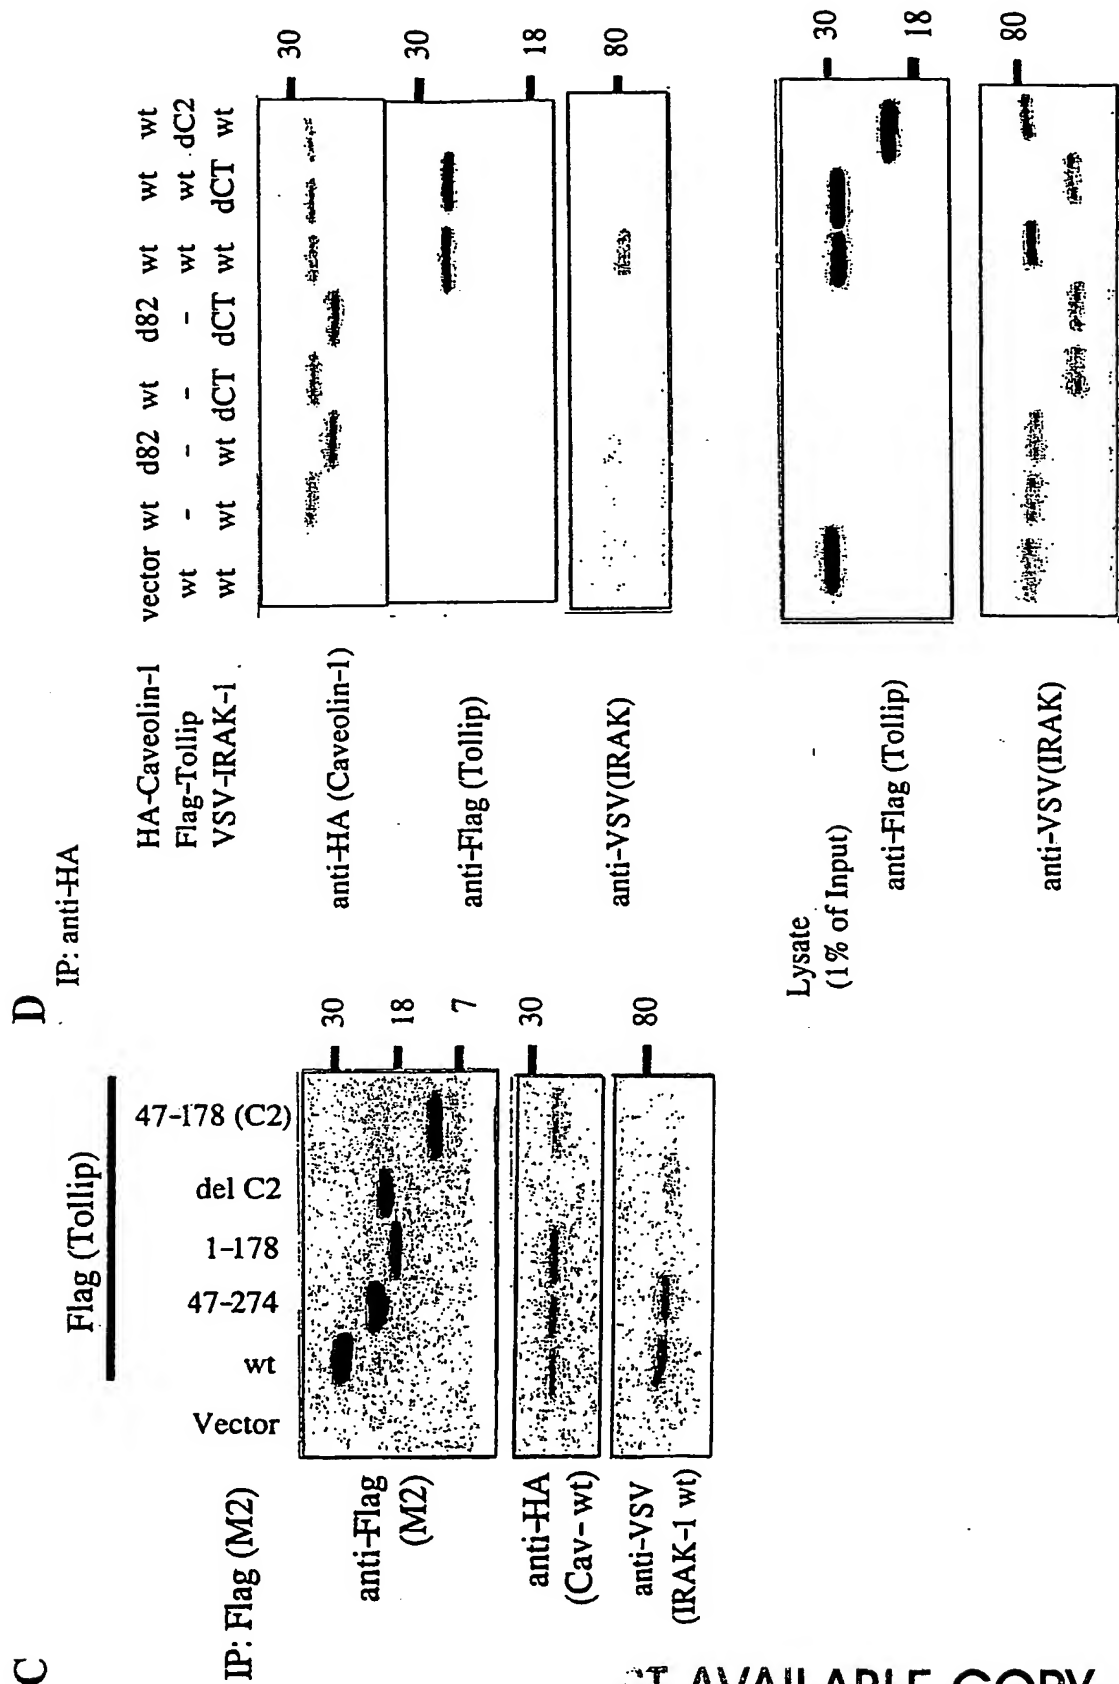 C
Flag (Tollip)
Vector
wt
47-274
1-178
del C2
47-178 (C2)
IP: Flag (M2)
anti-Flag
(M2)
30
18
7
anti-HA
(Cav-wt)
30
anti-VSV
(IRAK-1 wt)
80
D
IP: anti-HA
HA-Caveolin-1 vector wt d82 wt d82 wt wt wt
Flag-Tollip wt - - - - wt wt dC2
VSV-IRAK-1 wt wt wt dCT dCT wt dCT wt
anti-HA (Caveolin-1) 30
anti-Flag (Tollip) 30
18
anti-VSV(IRAK) 80
Lysate
(1% of Input)
anti-Flag (Tollip) 30
18
anti-VSV(IRAK) 80
AVAILABLE COPY